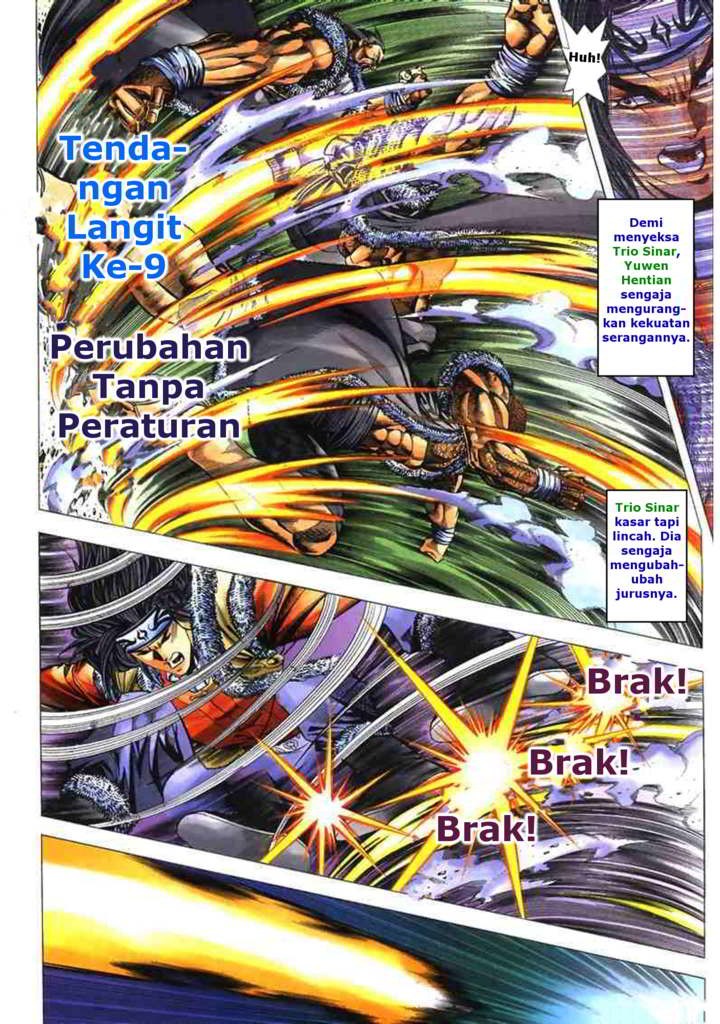 Huh!
Tenda-
ngan
Langit
Ke-9
Demi
menyeksa
Trio Sinar,
Yuwen
Hentian
sengaja
mengurang-
kan kekuatan
serangannya.
Perubahan
Tanpa
Peraturan
Trio Sinar
kasar tapi
lincah. Dia
sengaja
mengubah-
ubah
jurusnya.
Brak!
Brak!
Brak!